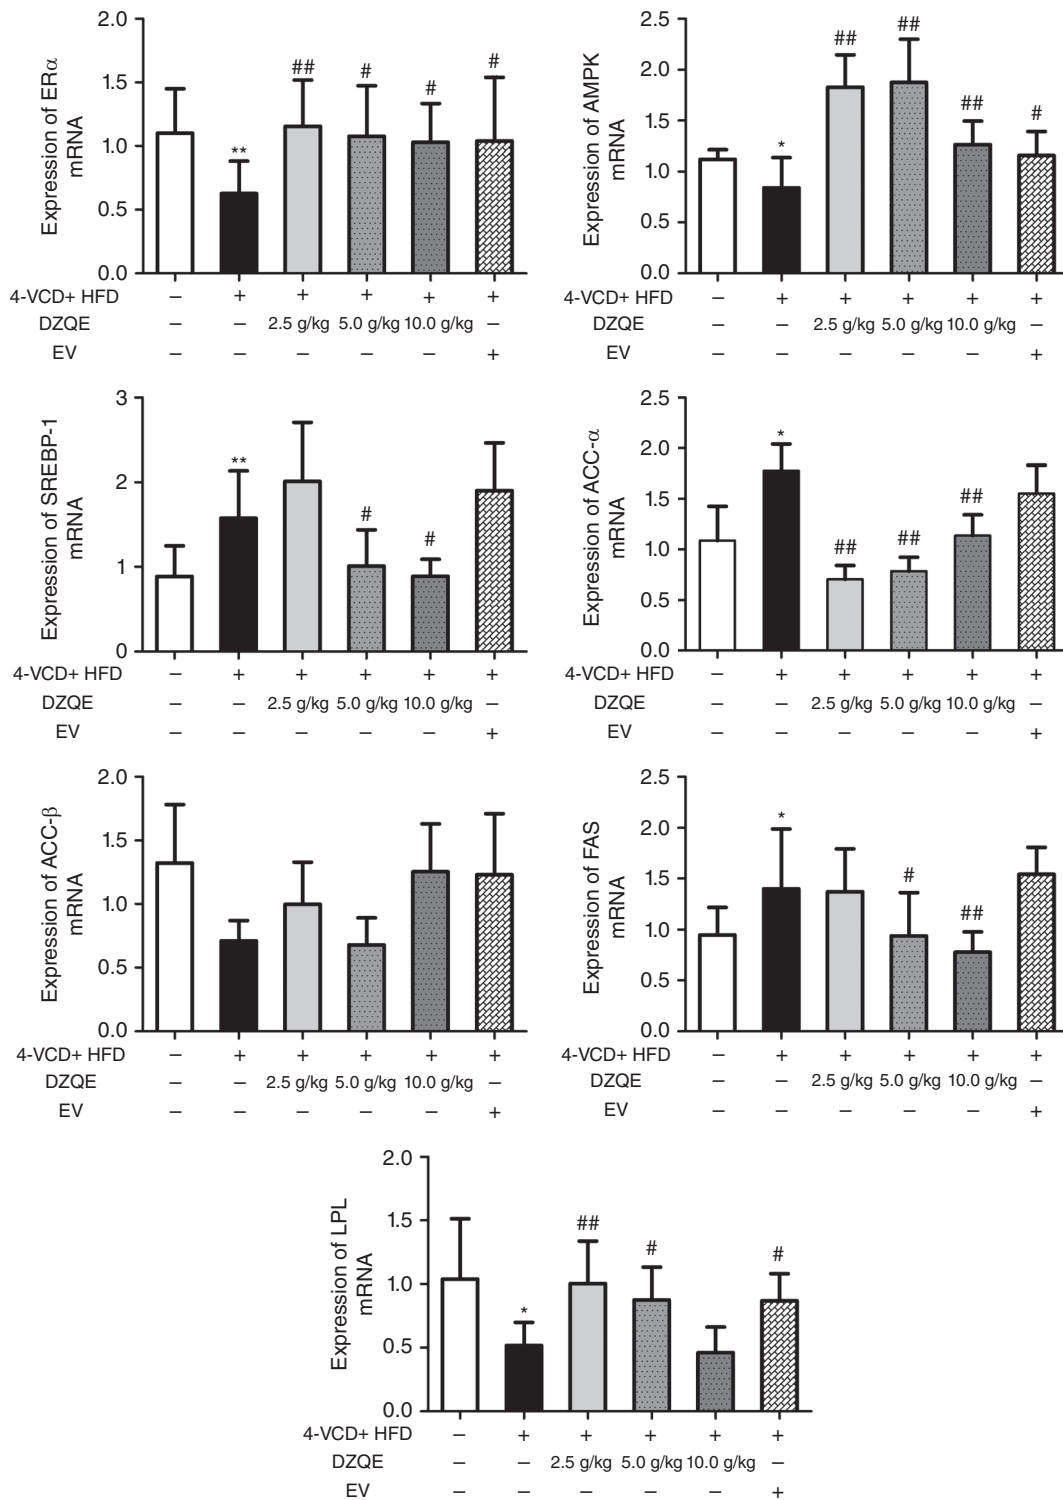 Expression of ERα
mRNA
2.0
1.5
1.0
0.5
0.0
** ## # # #
4-VCD+ HFD – + + + + +
DZQE – – 2.5 g/kg 5.0 g/kg 10.0 g/kg –
EV – – – – – +
Expression of AMPK
mRNA
2.5
2.0
1.5
1.0
0.5
0.0
* ## ## ## #
4-VCD+ HFD – + + + + +
DZQE – – 2.5 g/kg 5.0 g/kg 10.0 g/kg –
EV – – – – – +
Expression of SREBP-1
mRNA
3
2
1
0
** # #
4-VCD+ HFD – + + + + +
DZQE – – 2.5 g/kg 5.0 g/kg 10.0 g/kg –
EV – – – – – +
Expression of ACC-α
mRNA
2.5
2.0
1.5
1.0
0.5
0.0
* ## ## ##
4-VCD+ HFD – + + + + +
DZQE – – 2.5 g/kg 5.0 g/kg 10.0 g/kg –
EV – – – – – +
Expression of ACC-β
mRNA
2.0
1.5
1.0
0.5
0.0
4-VCD+ HFD – + + + + +
DZQE – – 2.5 g/kg 5.0 g/kg 10.0 g/kg –
EV – – – – – +
Expression of FAS
mRNA
2.5
2.0
1.5
1.0
0.5
0.0
* # ##
4-VCD+ HFD – + + + + +
DZQE – – 2.5 g/kg 5.0 g/kg 10.0 g/kg –
EV – – – – – +
Expression of LPL
mRNA
2.0
1.5
1.0
0.5
0.0
* ## # #
4-VCD+ HFD – + + + + +
DZQE – – 2.5 g/kg 5.0 g/kg 10.0 g/kg –
EV – – – – – +